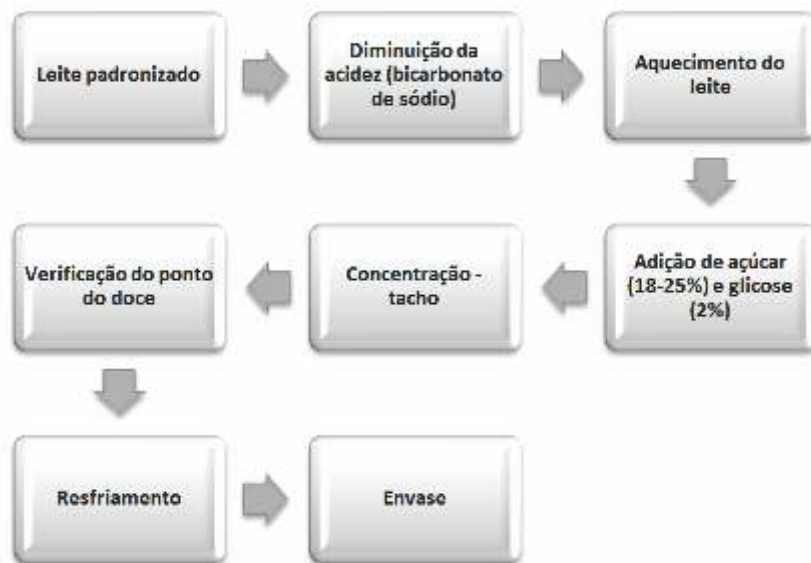 Leite padronizado
Diminuição da
acidez (bicarbonato
de sódio)
Aquecimento do
leite
Adição de açúcar
(18-25%) e glicose
(2%)
Concentração -
tacho
Verificação do ponto
do doce
Resfriamento
Envase